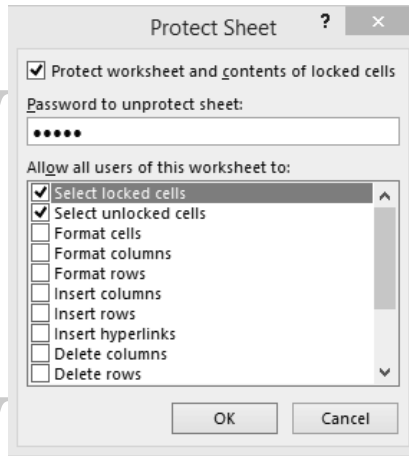 Protect Sheet ? ×
Protect worksheet and contents of locked cells
Password to unprotect sheet:
•••••
Allow all users of this worksheet to:
Select locked cells
Select unlocked cells
Format cells
Format columns
Format rows
Insert columns
Insert rows
Insert hyperlinks
Delete columns
Delete rows
OK Cancel